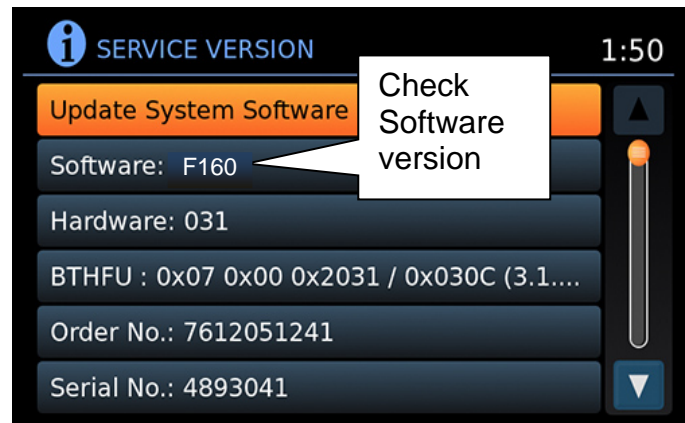 SERVICE VERSION
1:50
Update System Software
Check
Software
version
Software: F160
Hardware: 031
BTHFU : 0x07 0x00 0x2031 / 0x030C (3.1....
Order No.: 7612051241
Serial No.: 4893041